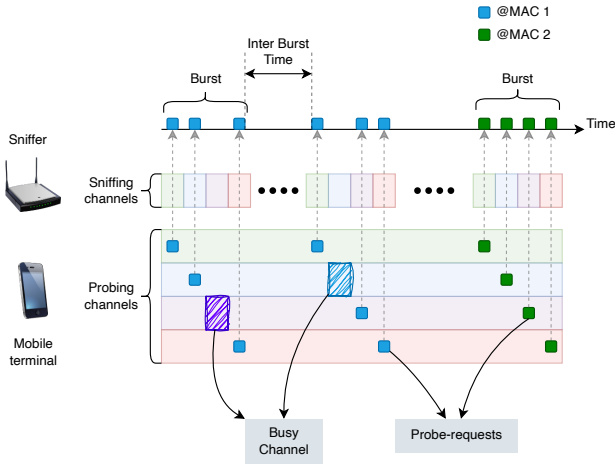 @MAC 1
@MAC 2
Inter Burst
Time
Burst
Burst
Time
Sniffer
Sniffing
channels
Probing
channels
Mobile
terminal
Busy
Channel
Probe-requests